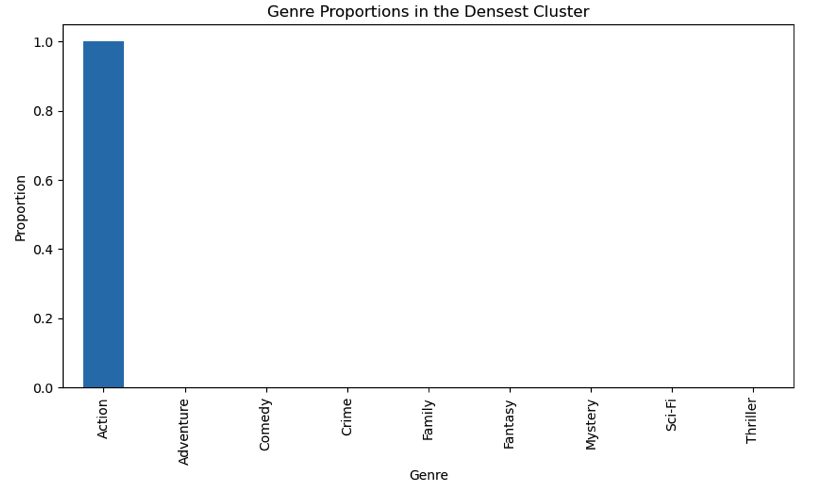 Genre Proportions in the Densest Cluster
1.0
0.8
0.6
0.4
0.2
0.0
Proportion
Action
Adventure
Comedy
Crime
Family
Fantasy
Mystery
Sci-Fi
Thriller
Genre